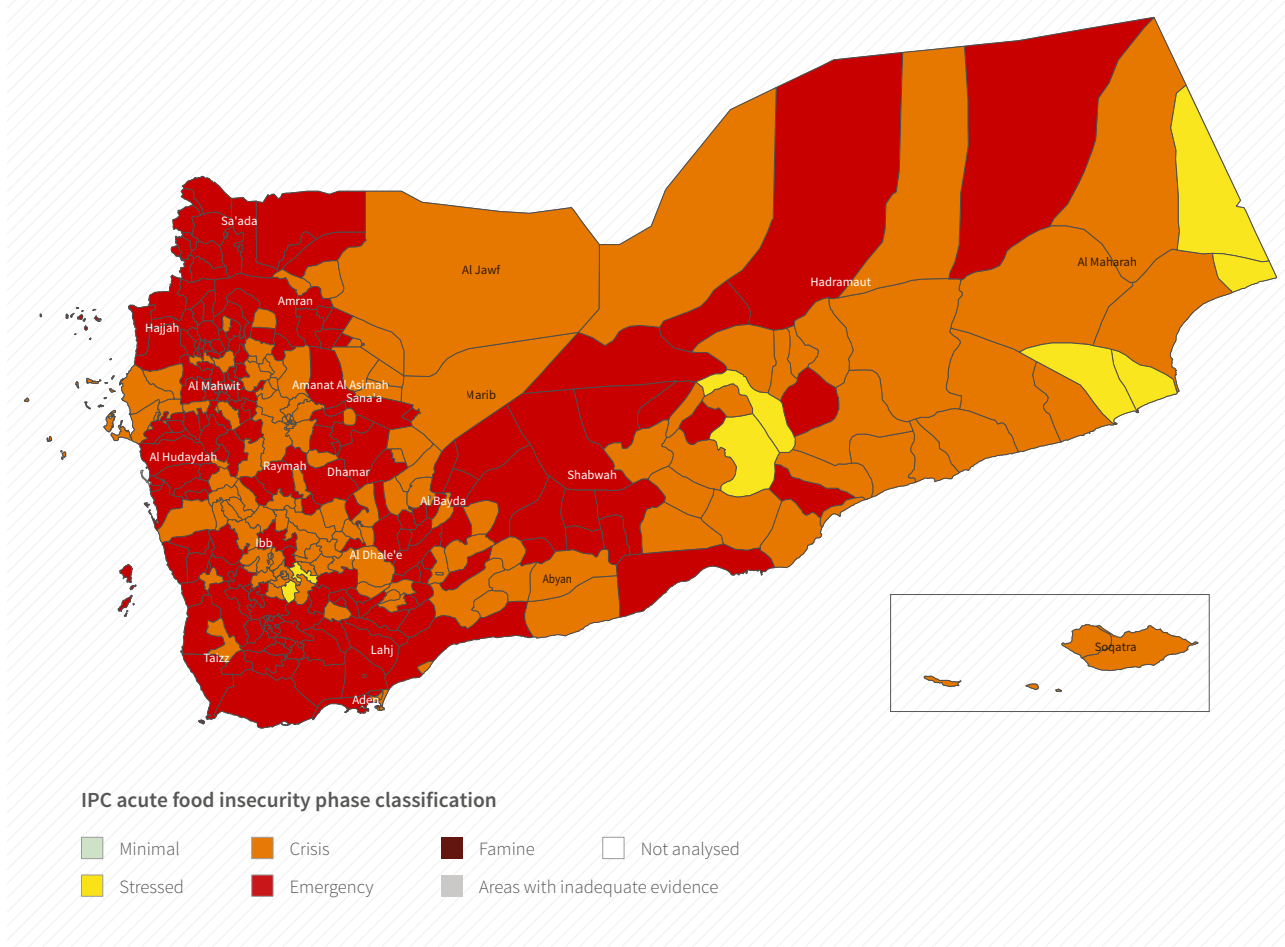 Sa'ada
Al Jawf
Al Maharah
Hadramaut
Amran
Hajjah
Al Mahwit
Amanat Al Asimah
Sana'a
Marib
Al Hudaydah
Raymah
Dhamar
Shabwah
Al Bayda
Ibb
Al Dhale'e
Abyan
Lahj
Taizz
Aden
Soqatra
IPC acute food insecurity phase classification
Minimal
Crisis
Famine
Not analysed
Stressed
Emergency
Areas with inadequate evidence